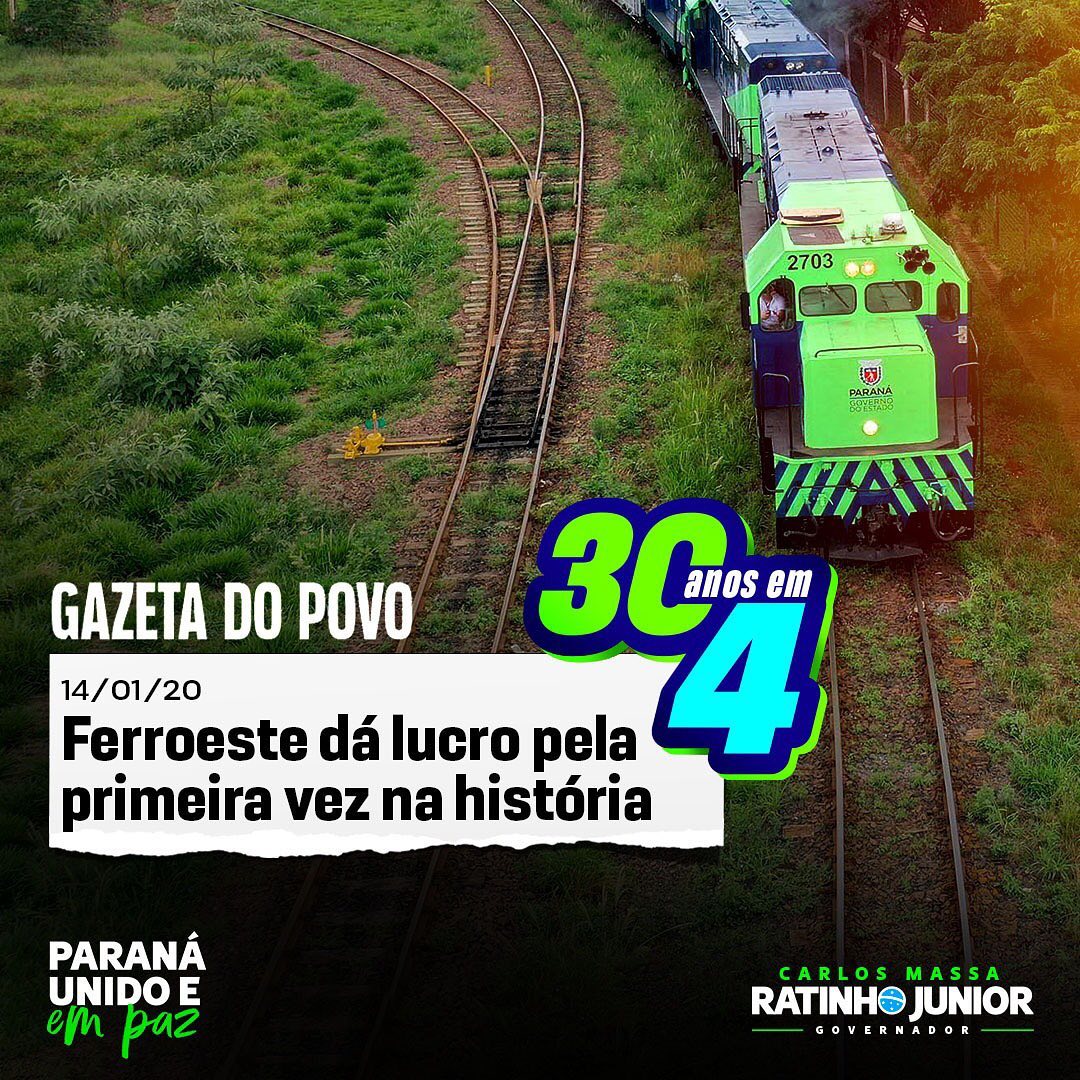 2703
PARANÁ
GOVERNO
DO ESTADO
30
anos em
4
GAZETA DO POVO
14/01/20
Ferroeste dá lucro pela
primeira vez na história
PARANÁ
UNIDO E
em paz
CARLOS MASSA
RATINHO JUNIOR
GOVERNADOR